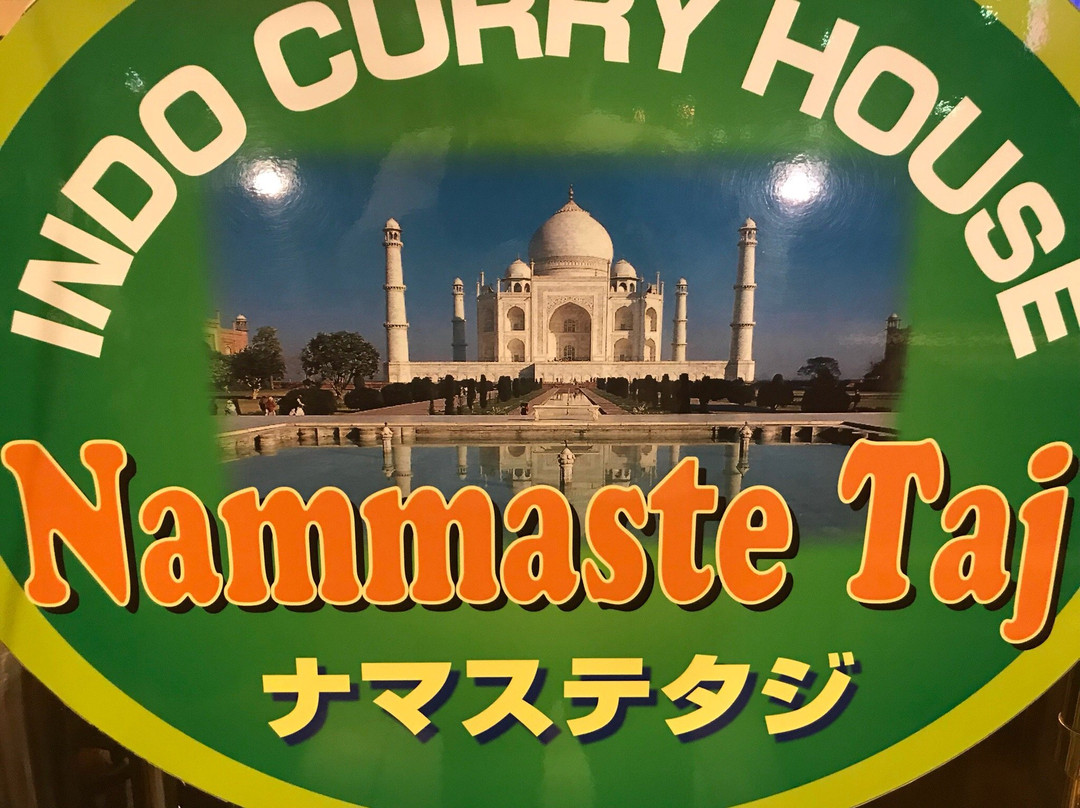 INDO CURRY HOUSE
Nammaste Taj
ナマステタジ